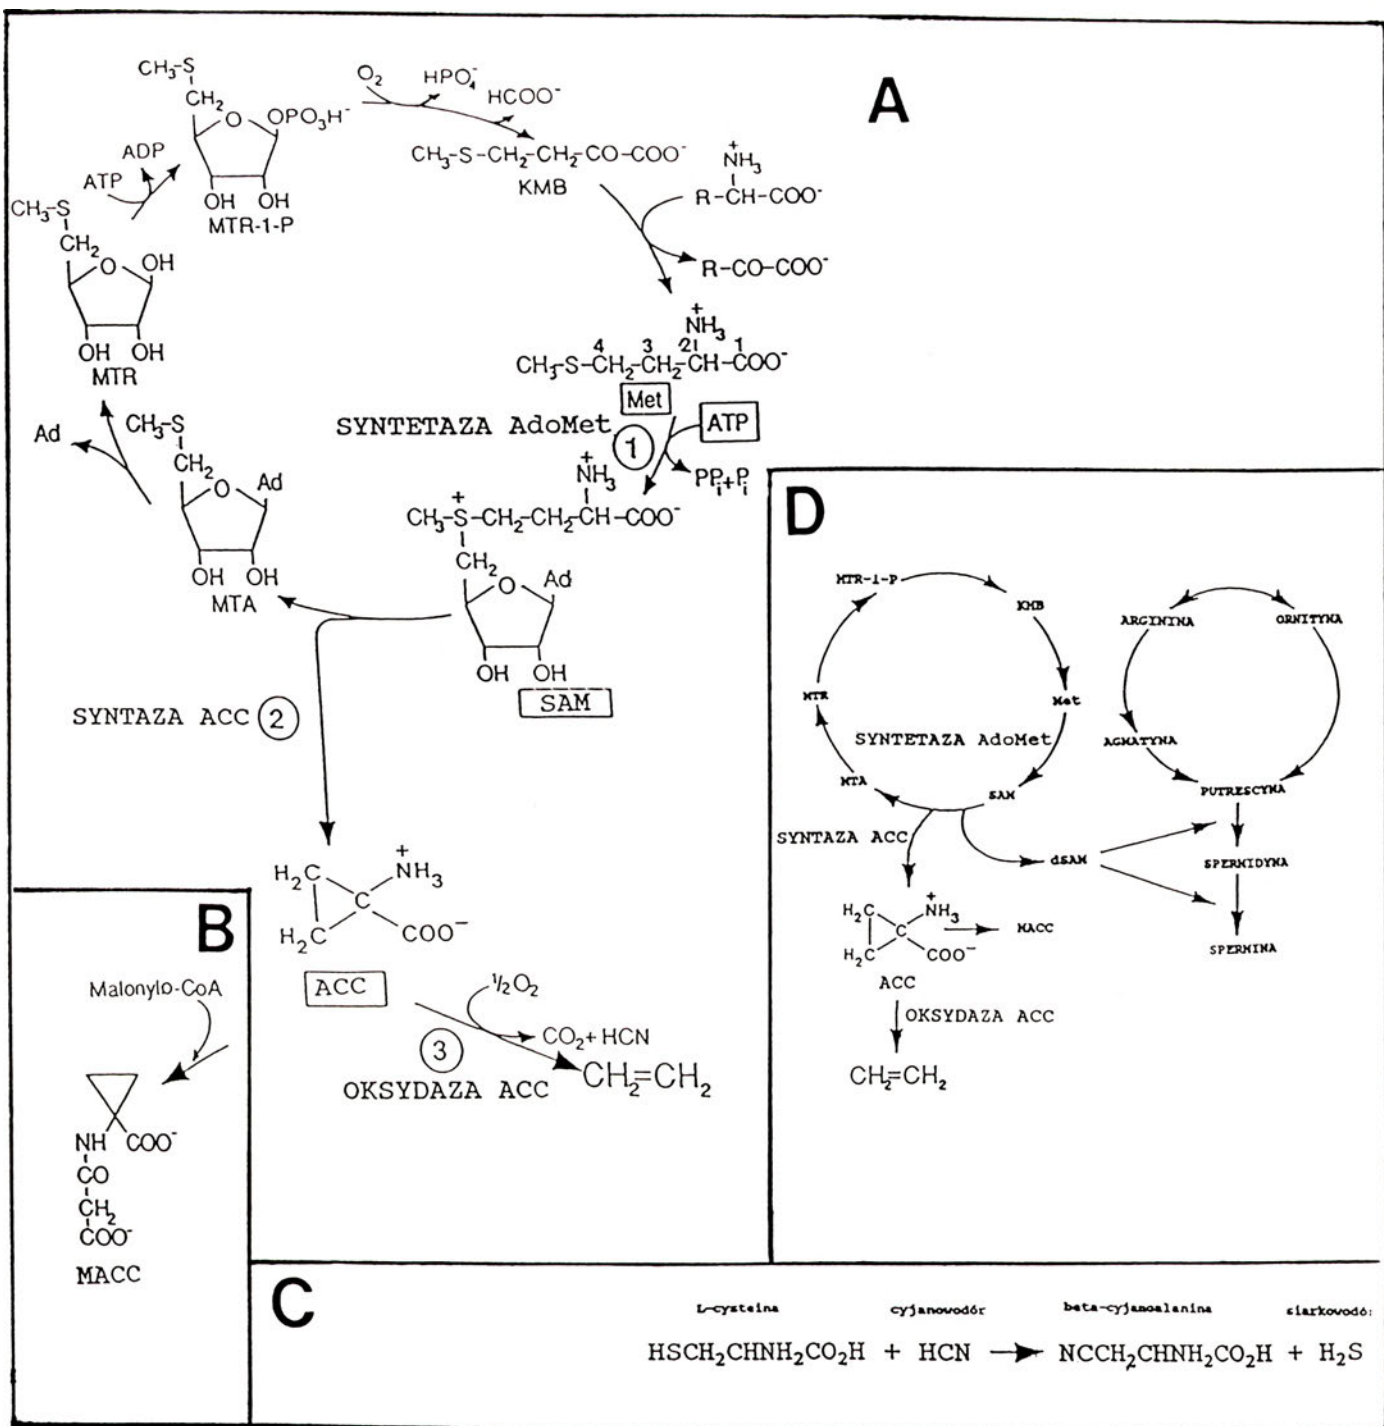 A
CH₃-S
CH₂
O
OPO₃H⁻
OH OH
MTR-1-P
O₂
HPO₄⁻
HCOO⁻
CH₃-S-CH₂-CH₂-CO-COO⁻
KMB
⁺NH₃
R-CH-COO⁻
R-CO-COO⁻
ATP
ADP
CH₃-S
CH₂
O
OH
OH OH
MTR
⁺NH₃
4 3 2 1
CH₃-S-CH₂-CH₂-CH-COO⁻
Met
SYNTETAZA AdoMet
1
ATP
PPi+Pi
Ad
CH₃-S
CH₂
O
Ad
OH OH
MTA
⁺NH₃
CH₃-S⁺-CH₂-CH₂-CH-COO⁻
CH₂
O
Ad
OH OH
SAM
SYNTAZA ACC 2
H₂C
⁺NH₃
C
H₂C
COO⁻
ACC
½O₂
CO₂+HCN
3
CH₂=CH₂
OKSYDAZA ACC
B
Malonylo-CoA
NH COO⁻
CO
CH₂
COO⁻
MACC
D
MTR-1-P
KMB
ARGININA
ORNITYNA
MTR
Met
SYNTETAZA AdoMet
AGMATYNA
MTA
SAM
PUTRESCYNA
SYNTAZA ACC
dSAM
SPERMIDYNA
H₂C
⁺NH₃
C
MACC
H₂C
COO⁻
SPERMINA
ACC
OKSYDAZA ACC
CH₂=CH₂
C
L-cysteina cyjanowodór beta-cyjanoalanina siarkowodó:
HSCH₂CHNH₂CO₂H + HCN → NCCH₂CHNH₂CO₂H + H₂S